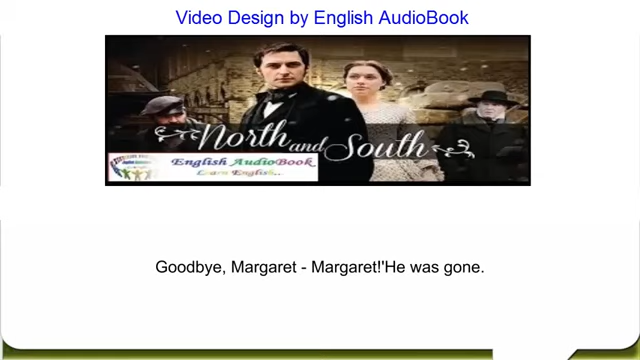 Video Design by English AudioBook
North and South
English AudioBook
Learn English...
Goodbye, Margaret - Margaret!'He was gone.